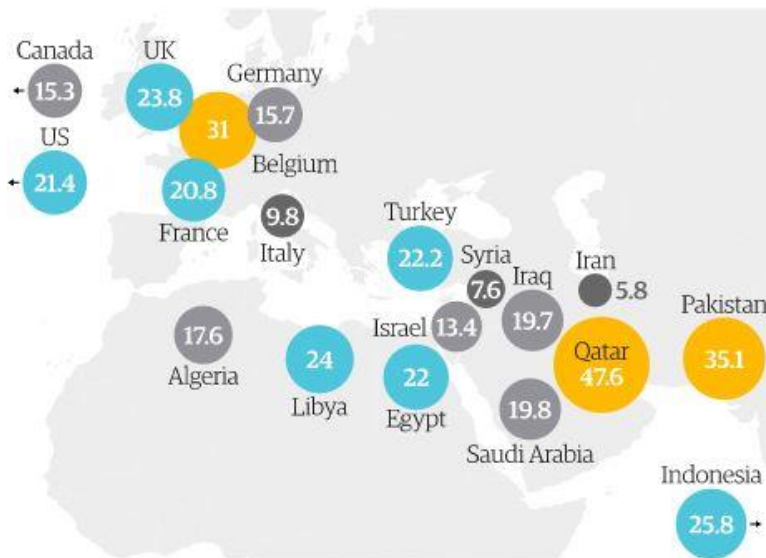 Canada
15.3
UK
23.8
Germany
15.7
US
21.4
31
Belgium
20.8
France
9.8
Italy
Turkey
22.2
Syria
7.6
Iraq
19.7
Iran
5.8
Pakistan
35.1
Israel
13.4
Qatar
47.6
17.6
Algeria
24
Libya
22
Egypt
19.8
Saudi Arabia
Indonesia
25.8